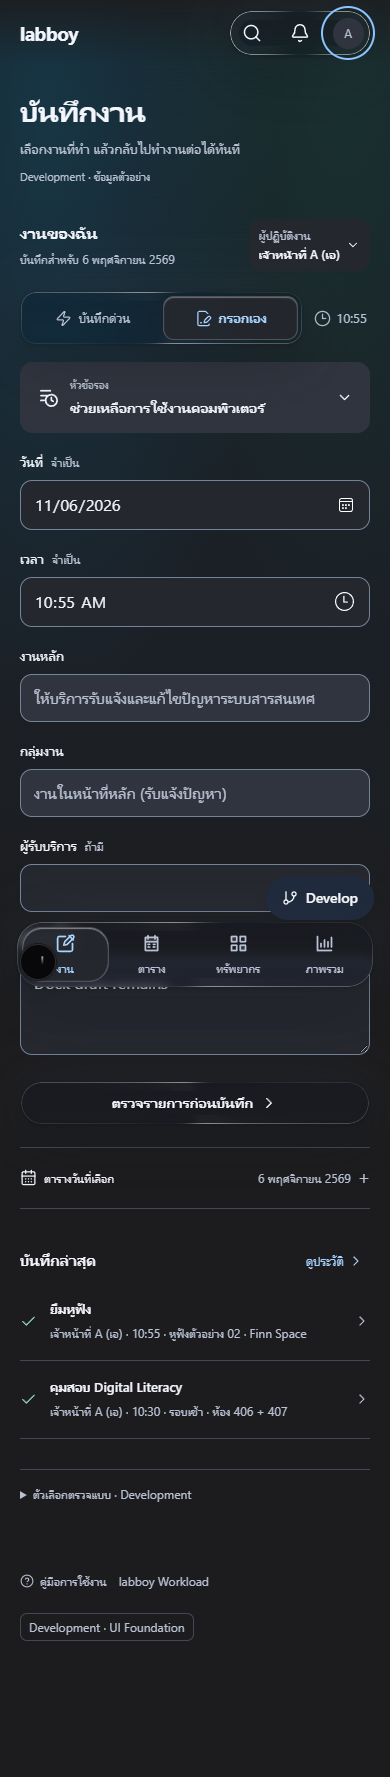 labboy
A
บันทึกงาน
เลือกงานที่ทำ แล้วกลับไปทำงานต่อได้ทันที
Development · ข้อมูลตัวอย่าง
งานของฉัน
บันทึกสำหรับ 6 พฤศจิกายน 2569
ผู้ปฏิบัติงาน
เจ้าหน้าที่ A (เอ)
บันทึกด่วน
กรอกเอง
10:55
หัวข้อรอง
ช่วยเหลือการใช้งานคอมพิวเตอร์
วันที่ จำเป็น
11/06/2026
เวลา จำเป็น
10:55 AM
งานหลัก
ให้บริการรับแจ้งและแก้ไขปัญหาระบบสารสนเทศ
กลุ่มงาน
งานในหน้าที่หลัก (รับแจ้งปัญหา)
ผู้รับบริการ ถ้ามี
Develop
งาน
ตาราง
ทรัพยากร
ภาพรวม
Dock draft remains
ตรวจรายการก่อนบันทึก
ตารางวันที่เลือก
6 พฤศจิกายน 2569
บันทึกล่าสุด
ดูประวัติ
ยืมหูฟัง
เจ้าหน้าที่ A (เอ) · 10:55 · หูฟังตัวอย่าง 02 · Finn Space
คุมสอบ Digital Literacy
เจ้าหน้าที่ A (เอ) · 10:30 · รอบเช้า · ห้อง 406 + 407
ตัวเลือกตรวจแบบ · Development
คู่มือการใช้งาน
labboy Workload
Development · UI Foundation